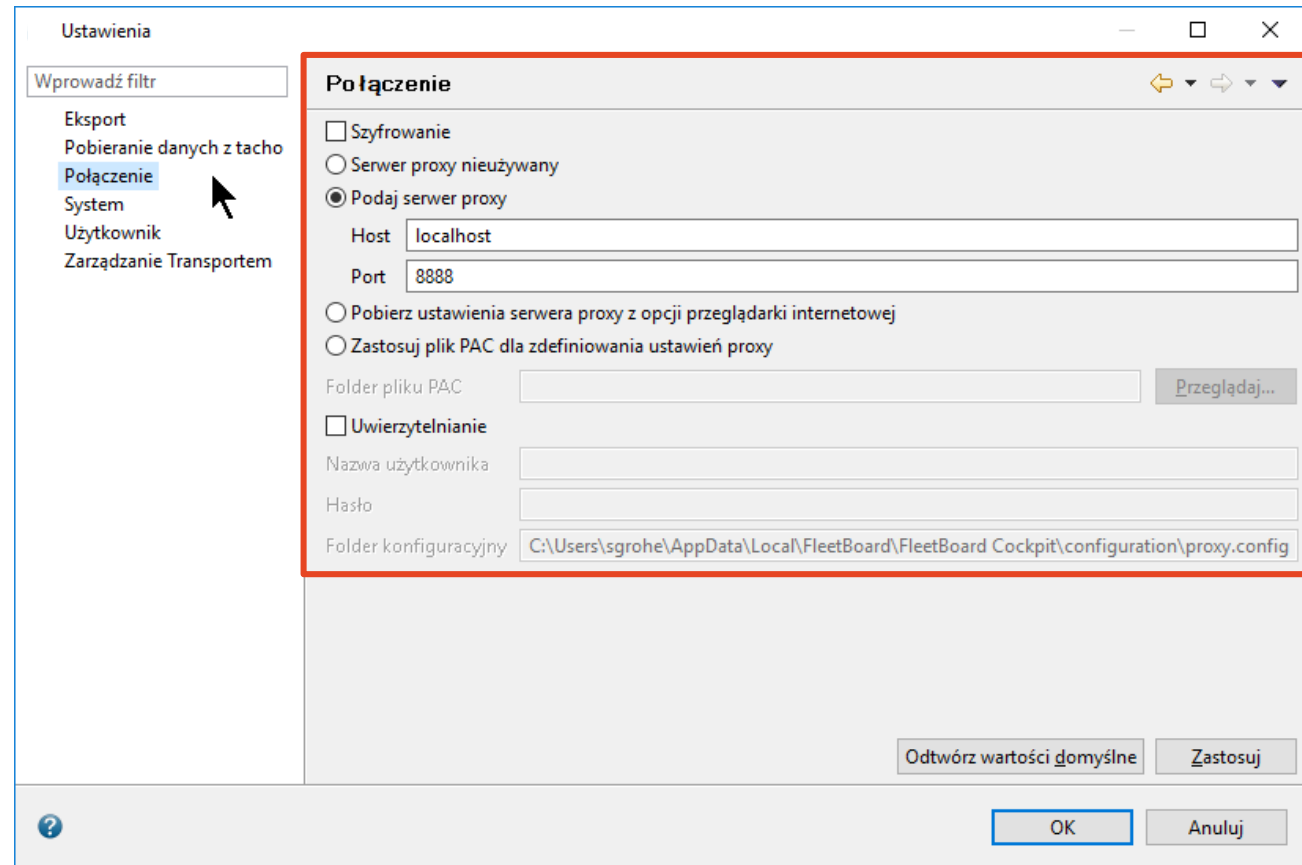 Ustawienia
Wprowadź filtr
Eksport
Pobieranie danych z tacho
Połączenie
System
Użytkownik
Zarządzanie Transportem
Połączenie
Szyfrowanie
Serwer proxy nieużywany
Podaj serwer proxy
Host localhost
Port 8888
Pobierz ustawienia serwera proxy z opcji przeglądarki internetowej
Zastosuj plik PAC dla zdefiniowania ustawień proxy
Folder pliku PAC Przeglądaj...
Uwierzytelnianie
Nazwa użytkownika
Hasło
Folder konfiguracyjny C:\Users\sgrohe\AppData\Local\FleetBoard\FleetBoard Cockpit\configuration\proxy.config
Odtwórz wartości domyślne Zastosuj
OK Anuluj